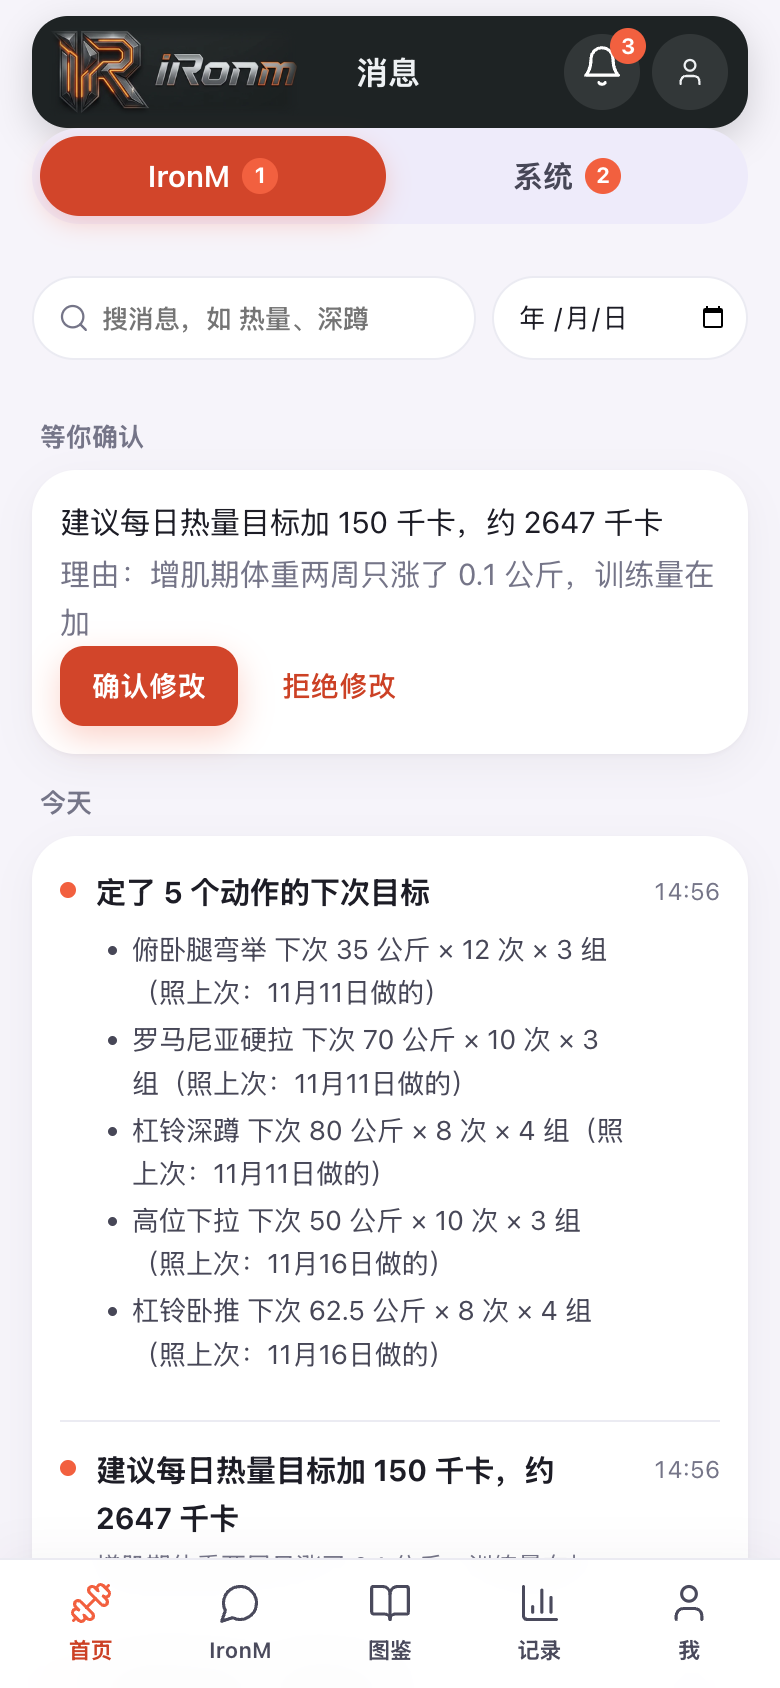 iRonm
消息
3
IronM 1
系统 2
搜消息，如 热量、深蹲
年 /月/日
等你确认
建议每日热量目标加 150 千卡，约 2647 千卡
理由：增肌期体重两周只涨了 0.1 公斤，训练量在
加
确认修改
拒绝修改
今天
定了 5 个动作的下次目标
14:56
• 俯卧腿弯举 下次 35 公斤 × 12 次 × 3 组
（照上次：11月11日做的）
• 罗马尼亚硬拉 下次 70 公斤 × 10 次 × 3
组（照上次：11月11日做的）
• 杠铃深蹲 下次 80 公斤 × 8 次 × 4 组（照
上次：11月11日做的）
• 高位下拉 下次 50 公斤 × 10 次 × 3 组
（照上次：11月16日做的）
• 杠铃卧推 下次 62.5 公斤 × 8 次 × 4 组
（照上次：11月16日做的）
建议每日热量目标加 150 千卡，约
2647 千卡
14:56
首页
IronM
图鉴
记录
我